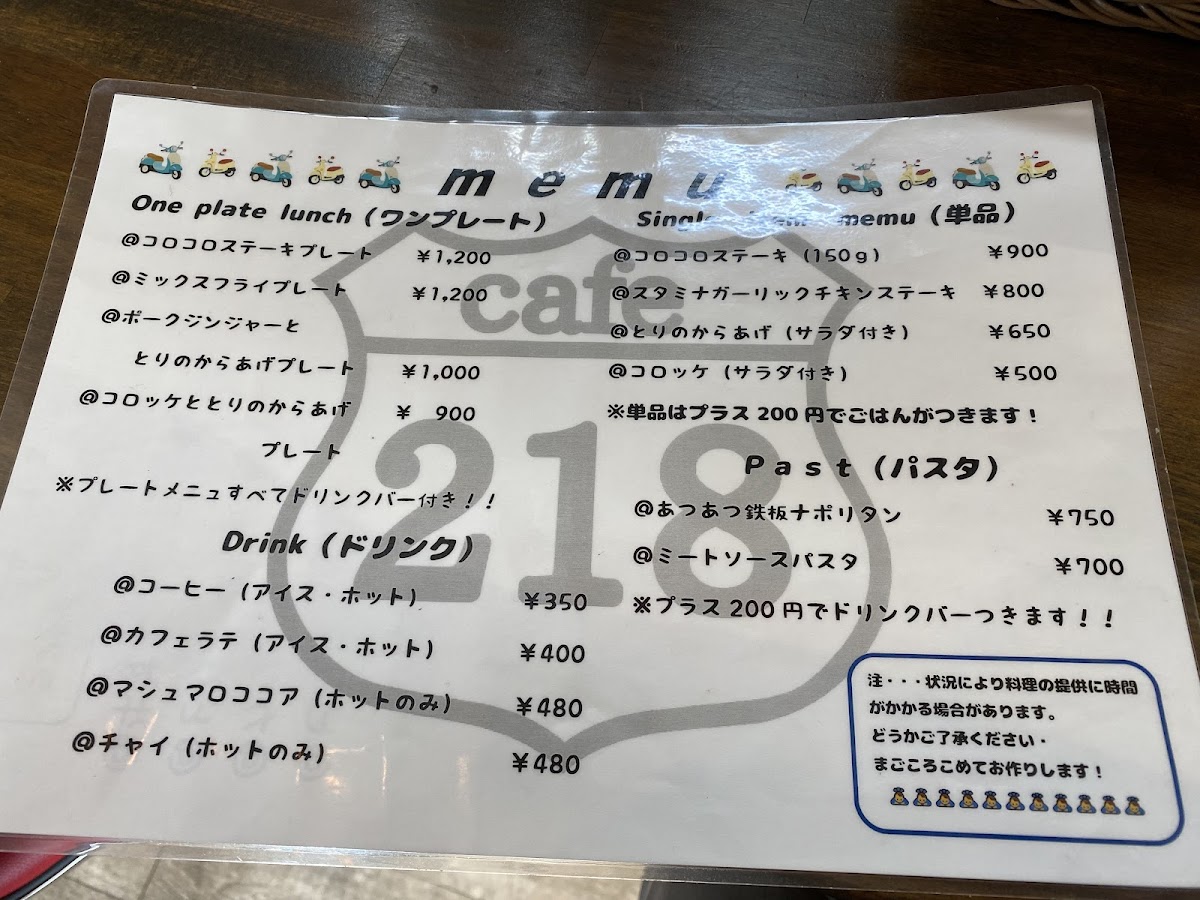 memu
One plate lunch (ワンプレート)
@コロコロステーキプレート ¥1,200
@ミックスフライプレート ¥1,200
@ポークジンジャーと
とりのからあげプレート ¥1,000
@コロッケととりのからあげ ¥ 900
プレート
※プレートメニュすべてドリンクバー付き！！
Drink (ドリンク)
@コーヒー (アイス・ホット) ¥350
@カフェラテ (アイス・ホット) ¥400
@マシュマロココア (ホットのみ) ¥480
@チャイ (ホットのみ) ¥480
Single memu (単品)
@コロコロステーキ (150g) ¥900
@スタミナガーリックチキンステーキ ¥800
@とりのからあげ (サラダ付き) ¥650
@コロッケ (サラダ付き) ¥500
※単品はプラス200円でごはんがつきます！
Past (パスタ)
@あつあつ鉄板ナポリタン ¥750
@ミートソースパスタ ¥700
※プラス200円でドリンクバーつきます！！
注・・・状況により料理の提供に時間
がかかる場合があります。
どうかご了承ください・
まごころこめてお作りします！
cafe
218